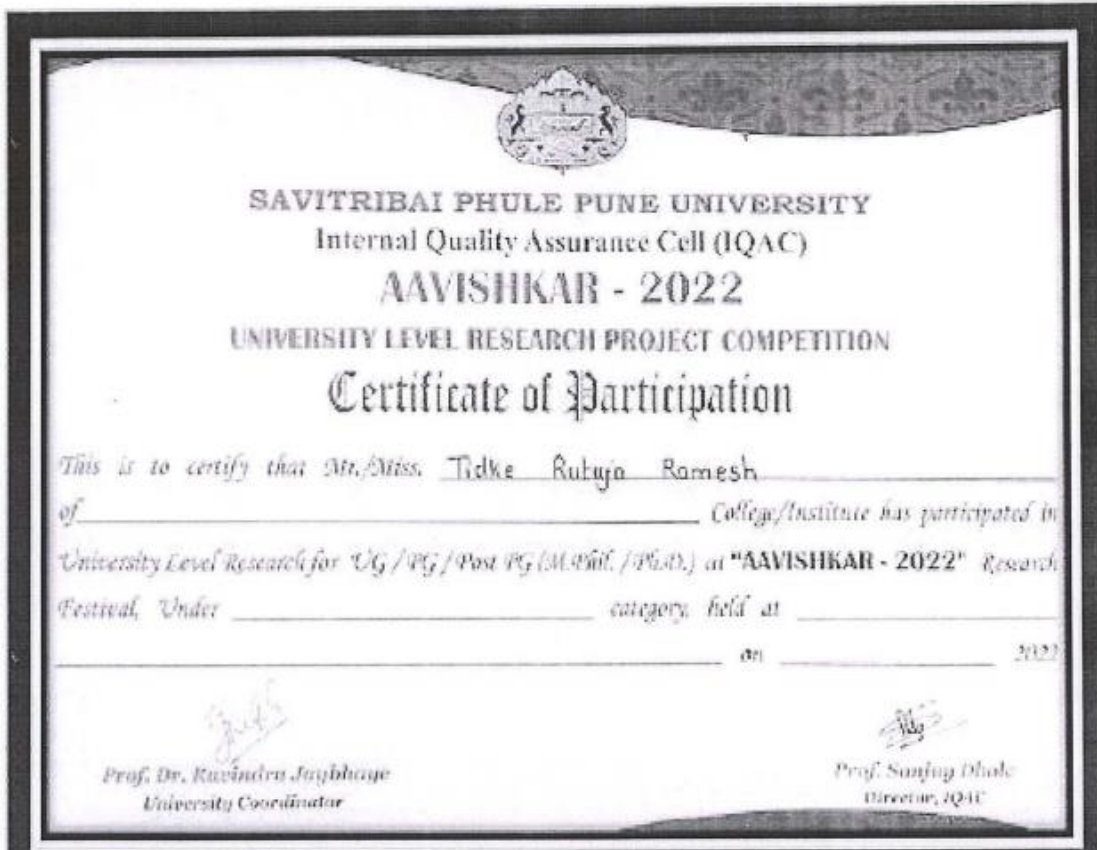 SAVITRIBAI PHULE PUNE UNIVERSITY
Internal Quality Assurance Cell (IQAC)
AAVISHKAR - 2022
UNIVERSITY LEVEL RESEARCH PROJECT COMPETITION
Certificate of Participation
This is to certify that Mr./Miss. Tidke Rutuja Ramesh
of College/Institute has participated in
University Level Research for UG / PG / Post PG (M.Phil. / Ph.D.) at "AAVISHKAR - 2022" Research
Festival, Under category, held at
on 2022
Prof. Dr. Ravindra Jaybhaye
University Coordinator
Prof. Sanjay Dhole
Director, IQAC